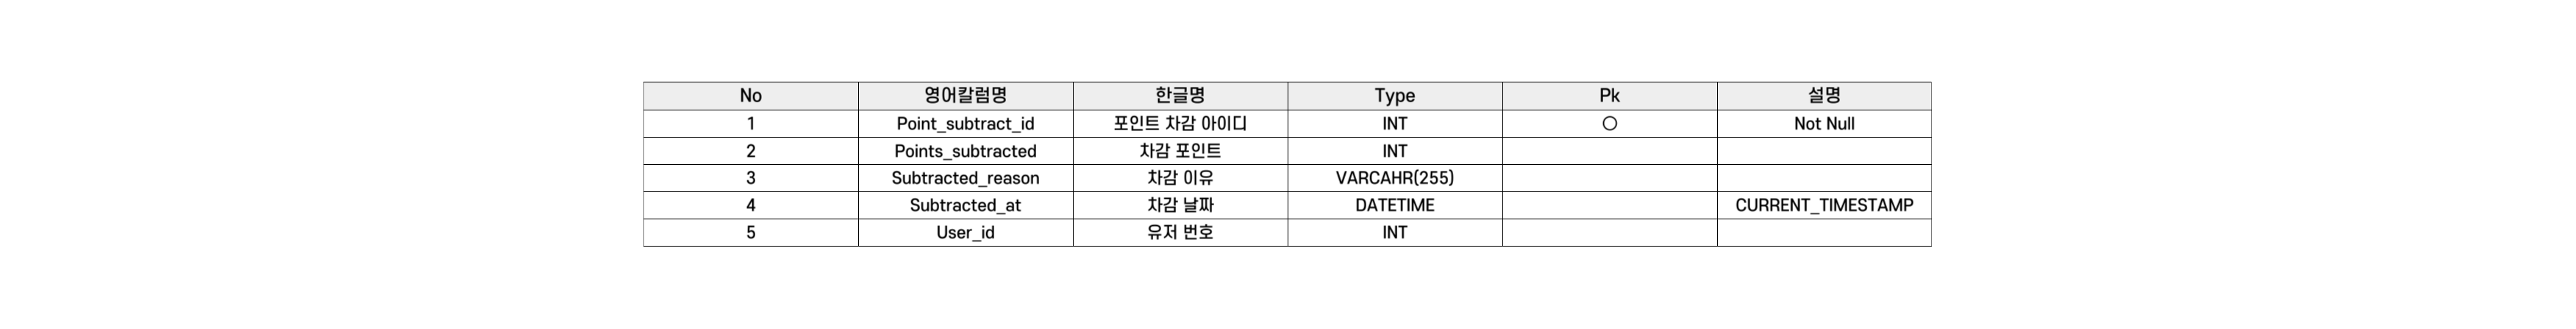 No 영어칼럼명 한글명 Type Pk 설명
1 Point_subtract_id 포인트 차감 아이디 INT ○ Not Null
2 Points_subtracted 차감 포인트 INT
3 Subtracted_reason 차감 이유 VARCAHR(255)
4 Subtracted_at 차감 날짜 DATETIME CURRENT_TIMESTAMP
5 User_id 유저 번호 INT